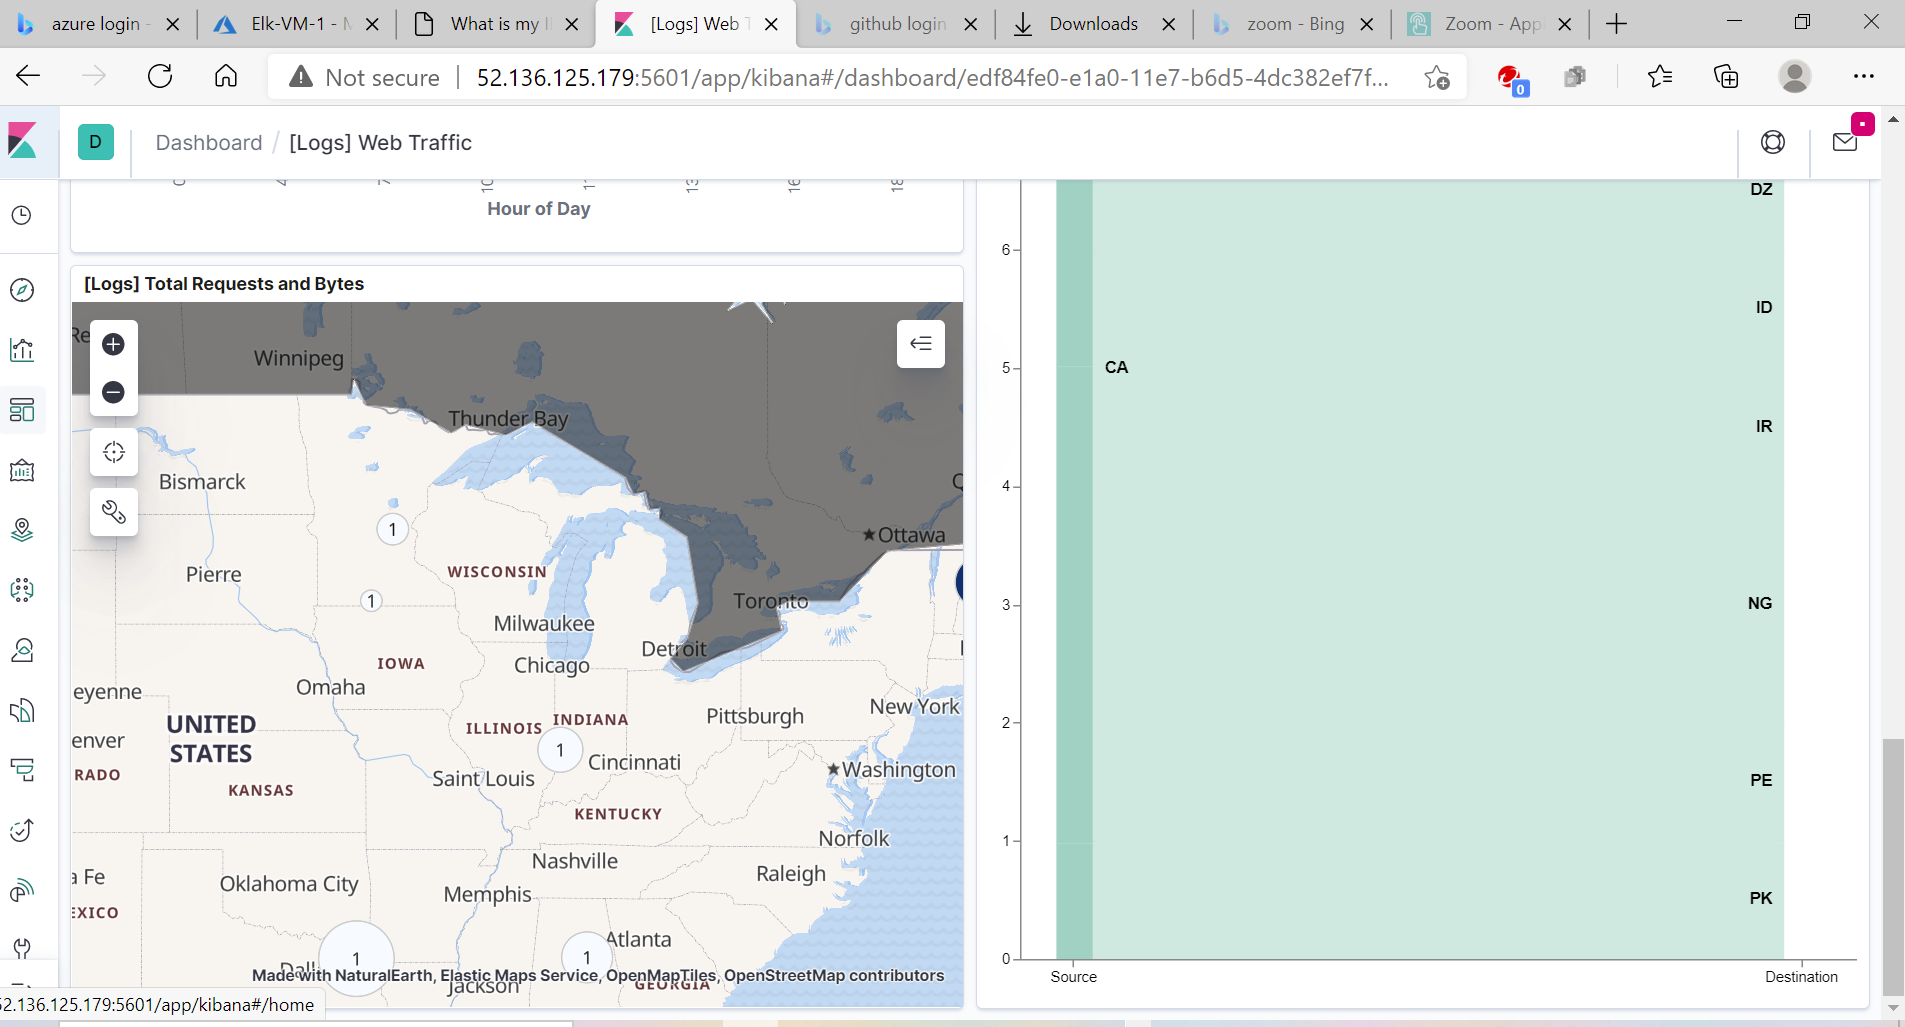 azure login -
Elk-VM-1 - M
What is my I
[Logs] Web T
github login
Downloads
zoom - Bing
Zoom - App
Not secure
52.136.125.179:5601/app/kibana#/dashboard/edf84fe0-e1a0-11e7-b6d5-4dc382ef7f...
0
D
Dashboard / [Logs] Web Traffic
Hour of Day
[Logs] Total Requests and Bytes
Winnipeg
Thunder Bay
Bismarck
1
Ottawa
Pierre
WISCONSIN
1
Toronto
Milwaukee
Detroit
IOWA
Chicago
Omaha
eyenne
New York
Pittsburgh
INDIANA
ILLINOIS
UNITED
STATES
enver
1
Cincinnati
Washington
RADO
Saint Louis
KANSAS
KENTUCKY
Norfolk
Nashville
Raleigh
a Fe
Oklahoma City
Memphis
EXICO
Atlanta
1
1
Made with NaturalEarth, Elastic Maps Service, OpenMapTiles, OpenStreetMap contributors
Jackson
GEORGIA
DZ
6
ID
5
CA
IR
4
3
NG
2
PE
1
PK
0
Source
Destination
52.136.125.179:5601/app/kibana#/home